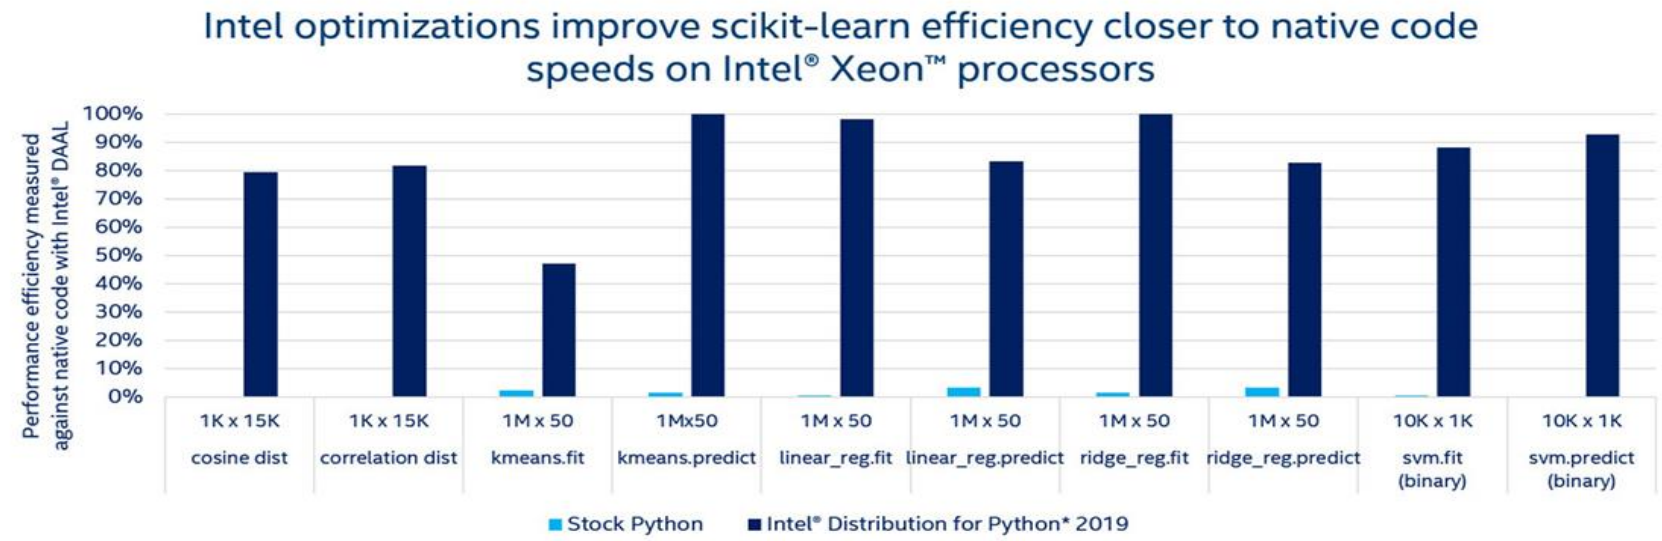 Intel optimizations improve scikit-learn efficiency closer to native code
speeds on Intel® Xeon™ processors
Performance efficiency measured
against native code with Intel® DAAL
100%
90%
80%
70%
60%
50%
40%
30%
20%
10%
0%
1K x 15K 1K x 15K 1M x 50 1Mx50 1M x 50 1M x 50 1M x 50 1M x 50 10K x 1K 10K x 1K
cosine dist correlation dist kmeans.fit kmeans.predict linear_reg.fit linear_reg.predict ridge_reg.fit ridge_reg.predict svm.fit svm.predict
(binary) (binary)
Stock Python Intel® Distribution for Python* 2019